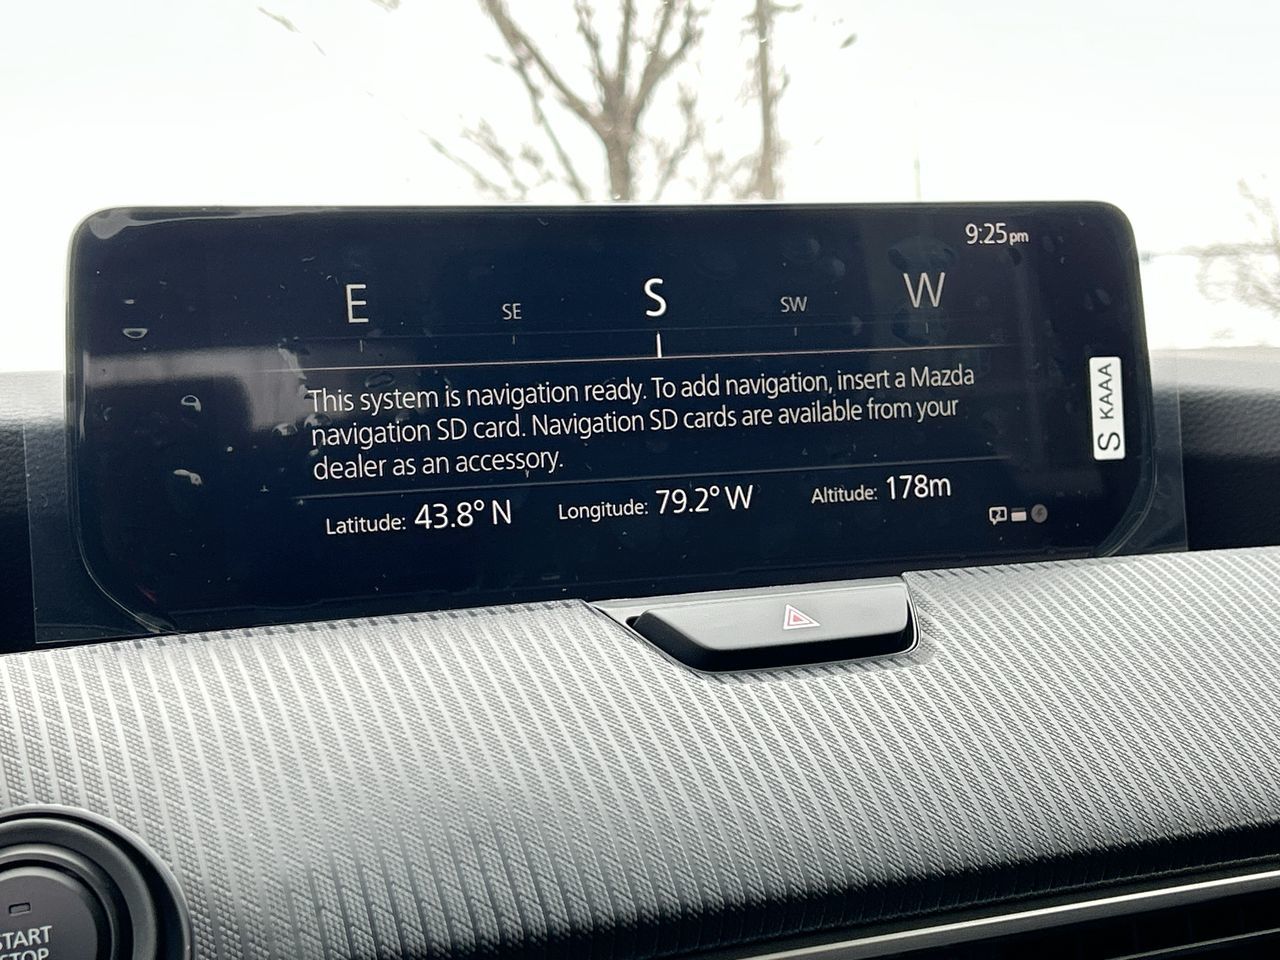 9:25pm
E SE S SW W
This system is navigation ready. To add navigation, insert a Mazda
navigation SD card. Navigation SD cards are available from your
dealer as an accessory.
Latitude: 43.8° N Longitude: 79.2° W Altitude: 178m
S KAAA
START
STOP